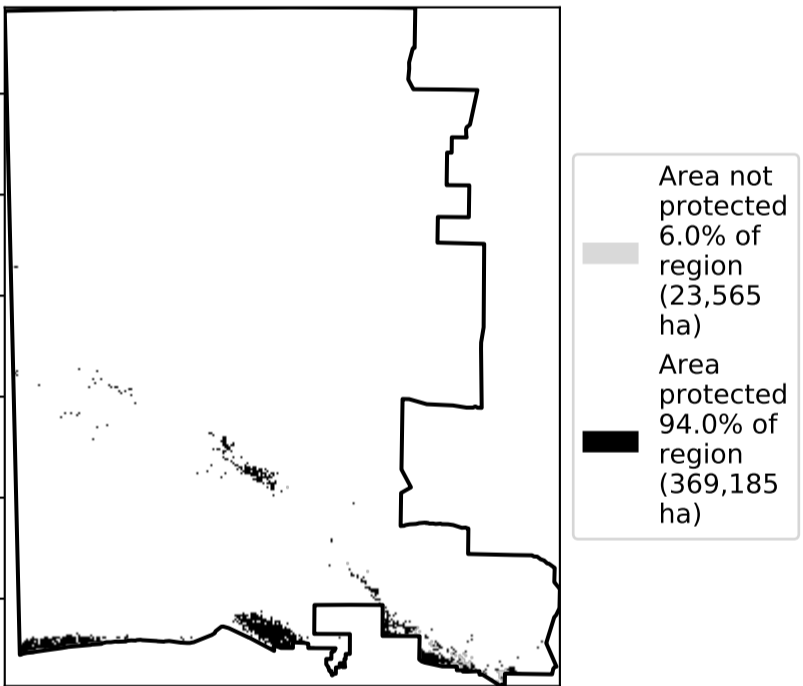 Area not
protected
6.0% of
region
(23,565
ha)
Area
protected
94.0% of
region
(369,185
ha)